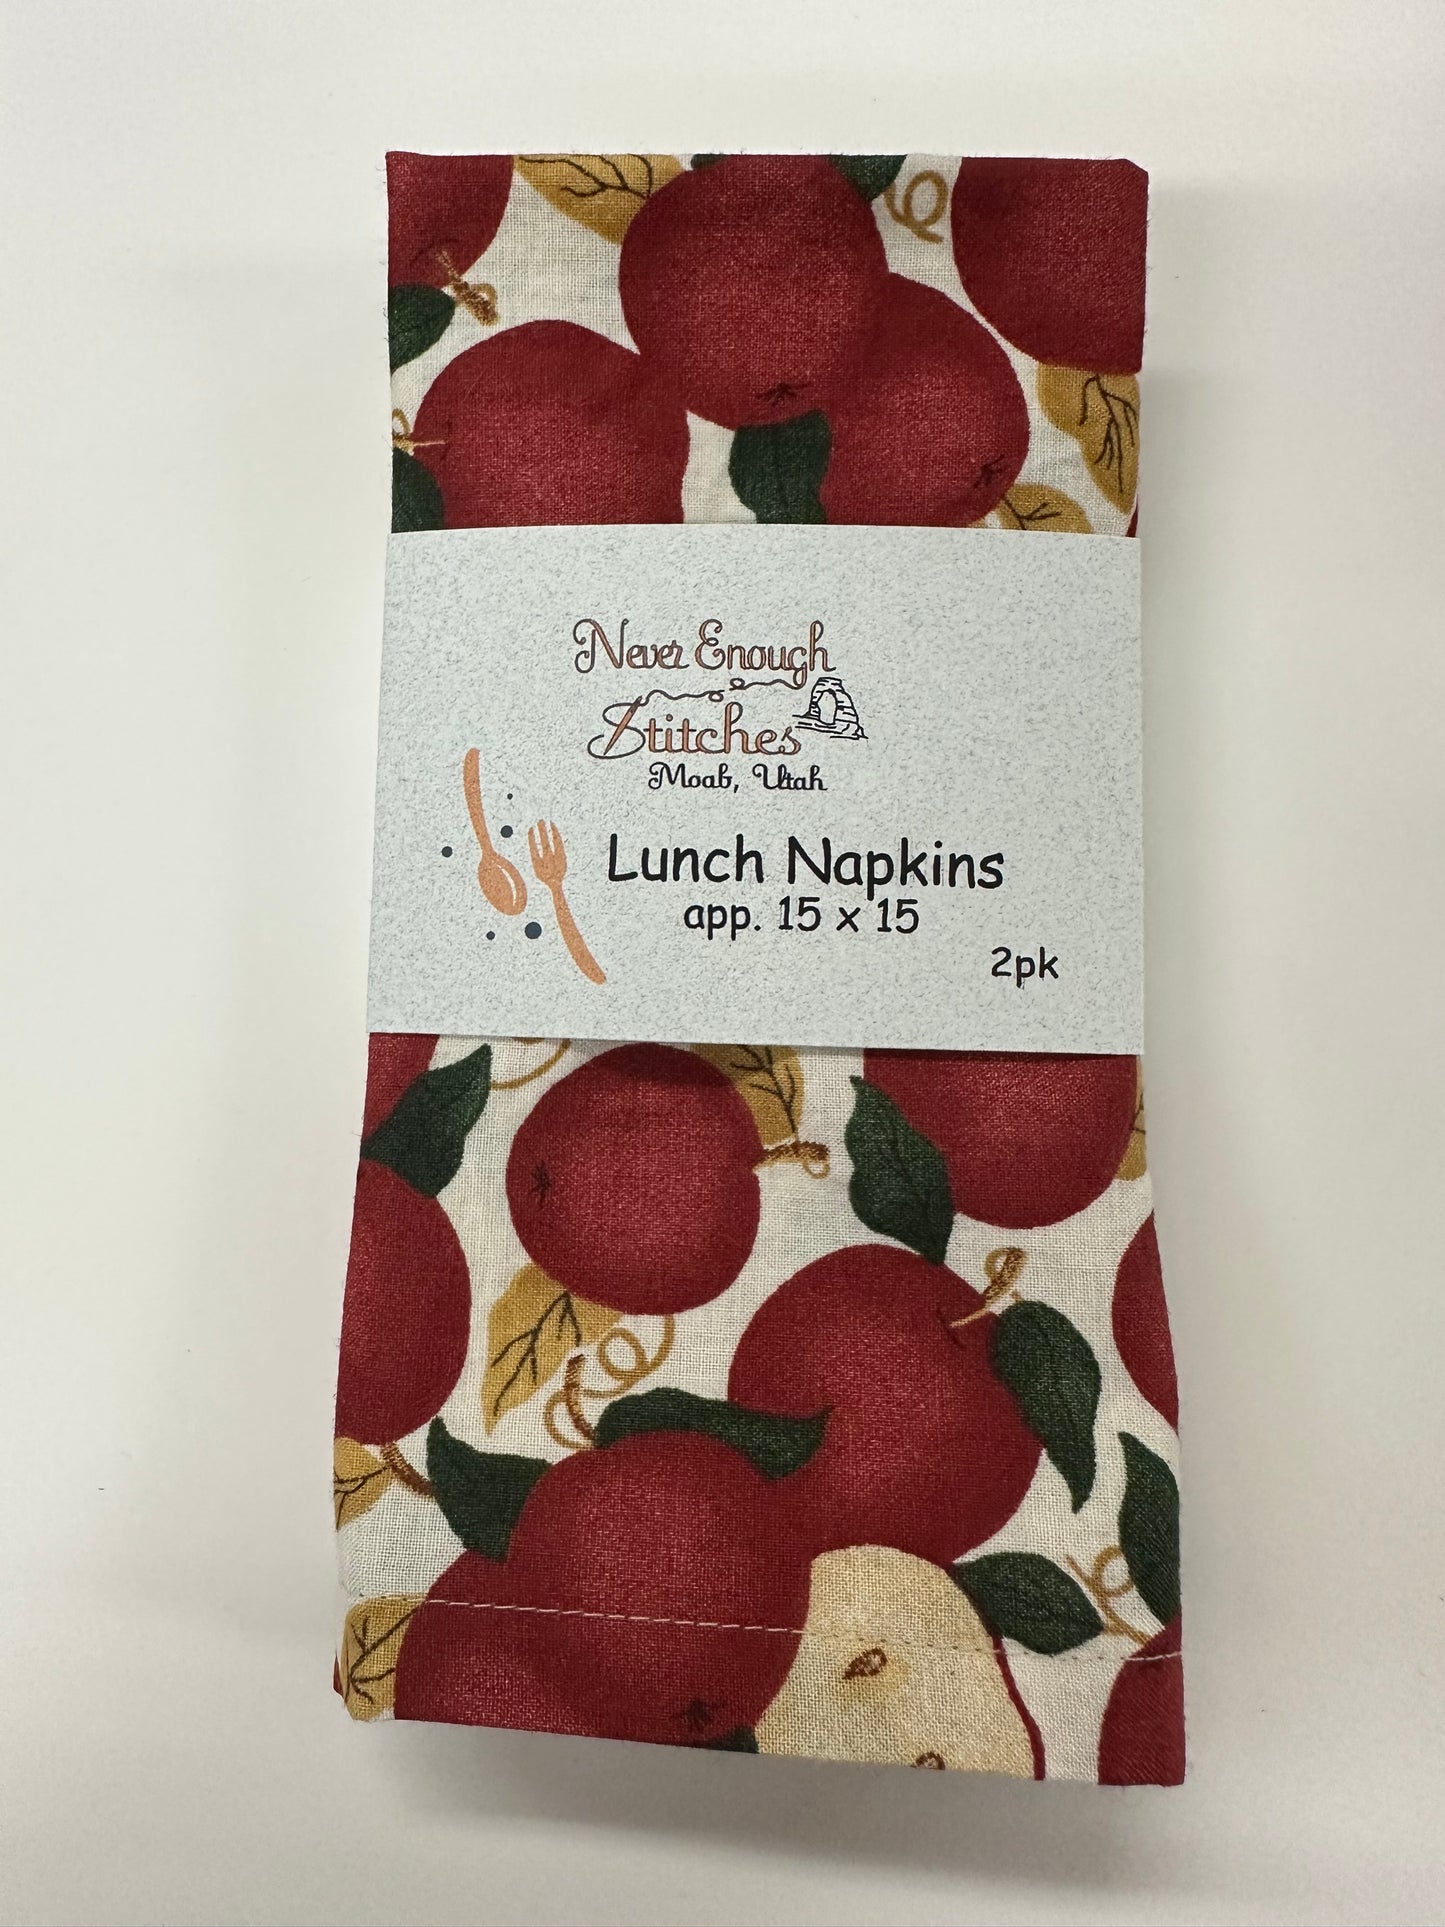 Never Enough
Stitches
Moab, Utah
Lunch Napkins
app. 15 x 15
2pk